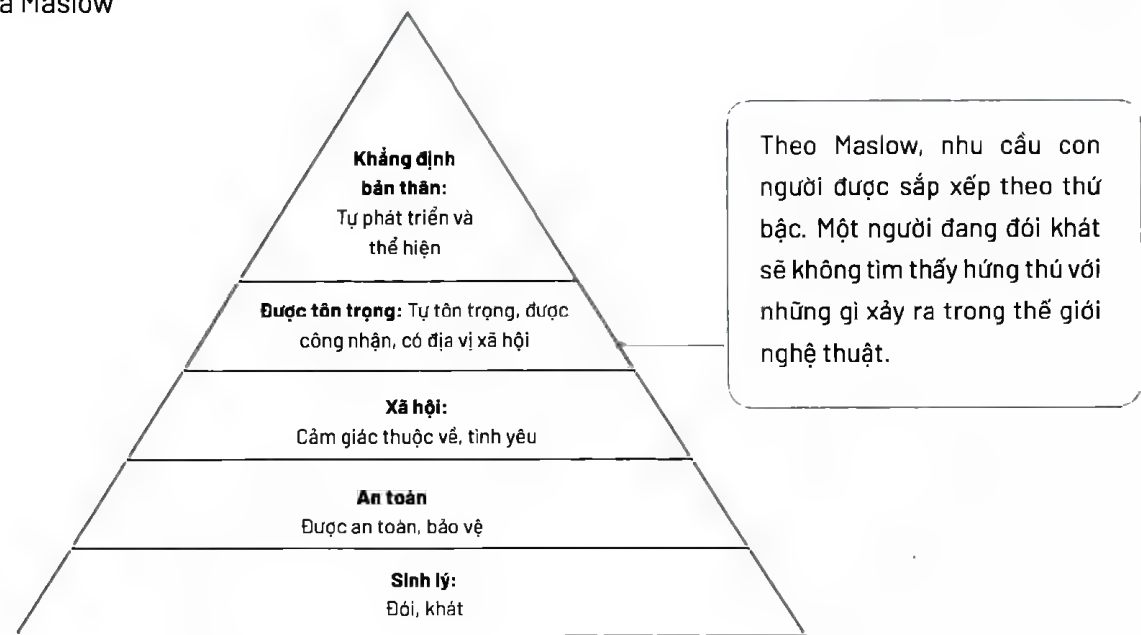 a Maslow
Khẳng định
bản thân:
Tự phát triển và
thể hiện
Được tôn trọng: Tự tôn trọng, được
công nhận, có địa vị xã hội
Xã hội:
Cảm giác thuộc về, tình yêu
An toàn
Được an toàn, bảo vệ
Sinh lý:
Đói, khát
Theo Maslow, nhu cầu con
người được sắp xếp theo thứ
bậc. Một người đang đói khát
sẽ không tìm thấy hứng thú với
những gì xảy ra trong thế giới
nghệ thuật.